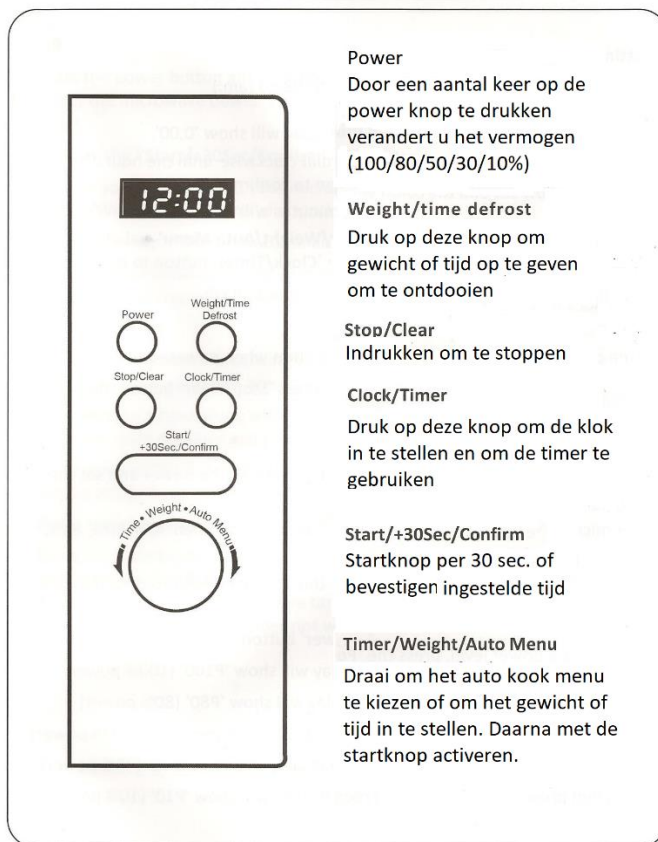 12:00
Power
Weight/Time
Defrost
Stop/Clear
Clock/Timer
Start/
+30Sec./Confirm
Time • Weight • Auto Menu
Power
Door een aantal keer op de
power knop te drukken
verandert u het vermogen
(100/80/50/30/10%)
Weight/time defrost
Druk op deze knop om
gewicht of tijd op te geven
om te ontdooien
Stop/Clear
Indrukken om te stoppen
Clock/Timer
Druk op deze knop om de klok
in te stellen en om de timer te
gebruiken
Start/+30Sec/Confirm
Startknop per 30 sec. of
bevestigen ingestelde tijd
Timer/Weight/Auto Menu
Draai om het auto kook menu
te kiezen of om het gewicht of
tijd in te stellen. Daarna met de
startknop activeren.